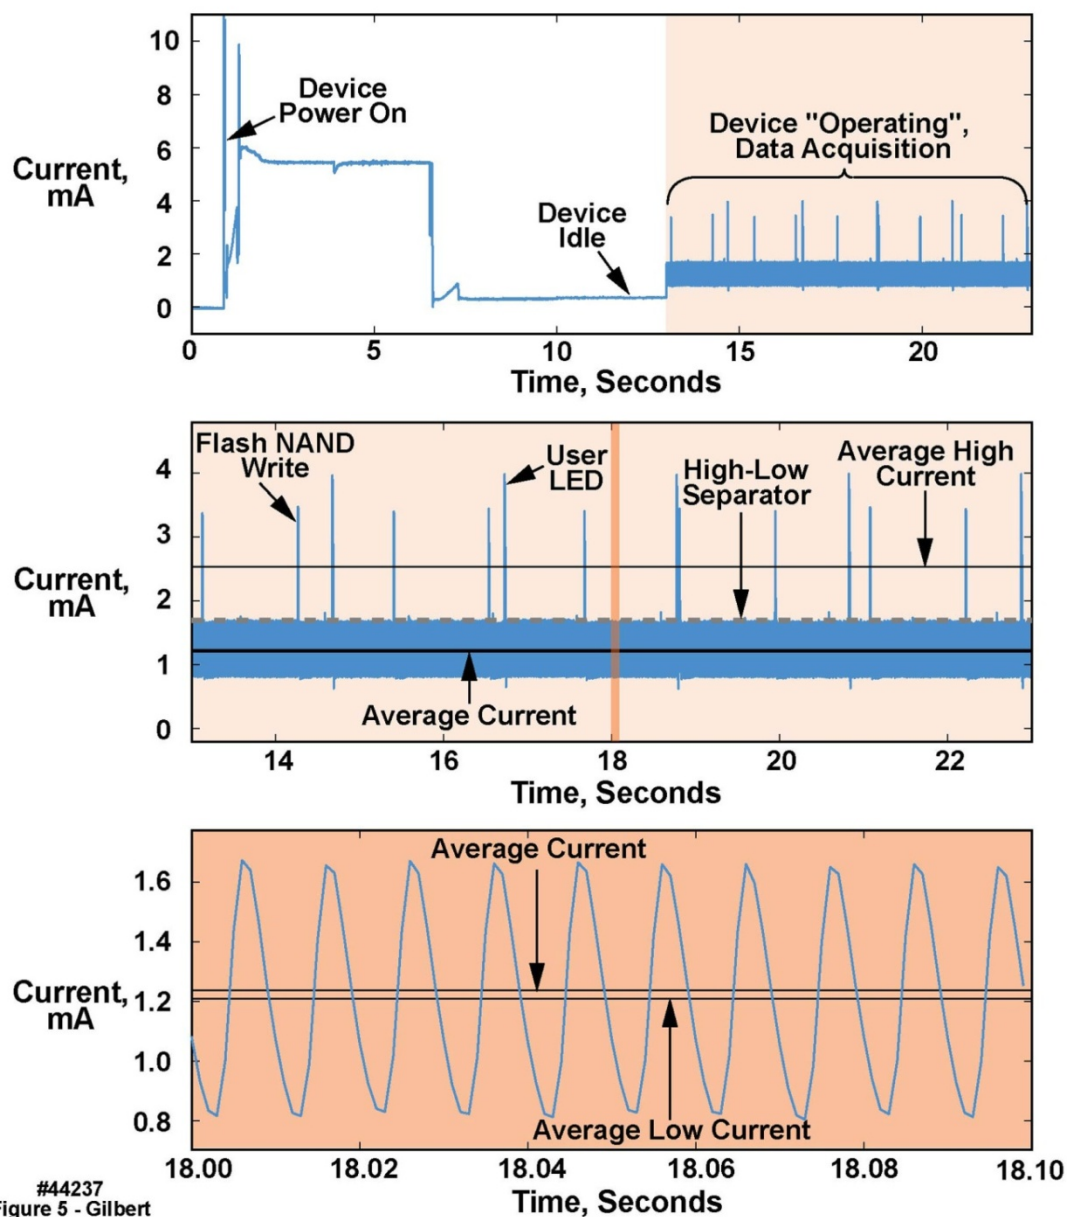 10
8
6
4
2
0
Current,
mA
Device
Power On
Device
Idle
Device "Operating",
Data Acquisition
0
5
10
15
20
Time, Seconds
4
3
2
1
0
Current,
mA
Flash NAND
Write
User
LED
High-Low
Separator
Average High
Current
Average Current
14
16
18
20
22
Time, Seconds
1.6
1.4
1.2
1.0
0.8
Current,
mA
Average Current
Average Low Current
18.00
18.02
18.04
18.06
18.08
18.10
Time, Seconds
#44237
Figure 5 - Gilbert